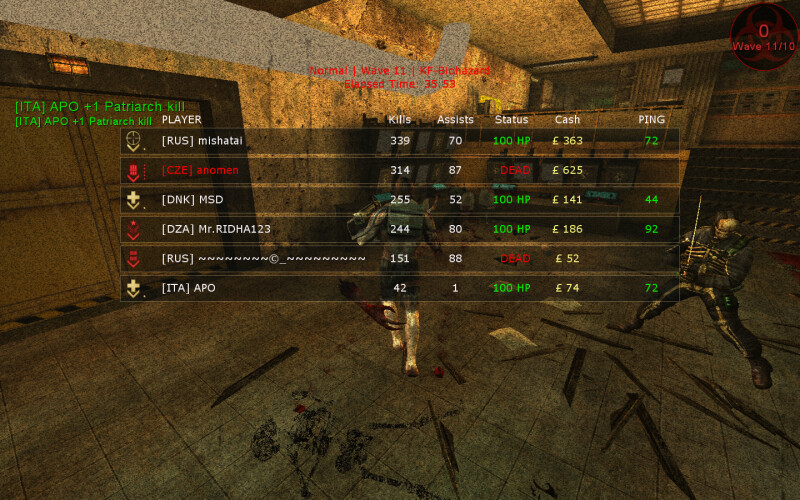 0
Wave 11/10
Normal | Wave 11 | KF-Biohazard
Elapsed Time: 35:53
[ITA] APO +1 Patriarch kill
[ITA] APO +1 Patriarch kill
PLAYER Kills Assists Status Cash PING
[RUS] mishatai 339 70 100 HP £ 363 72
[CZE] anomen 314 87 DEAD £ 625
[DNK] MSD 255 52 100 HP £ 141 44
[DZA] Mr.RIDHA123 244 80 100 HP £ 186 92
[RUS] ~~~~~~~~©_~~~~~~~~~ 151 88 DEAD £ 52
[ITA] APO 42 1 100 HP £ 74 72